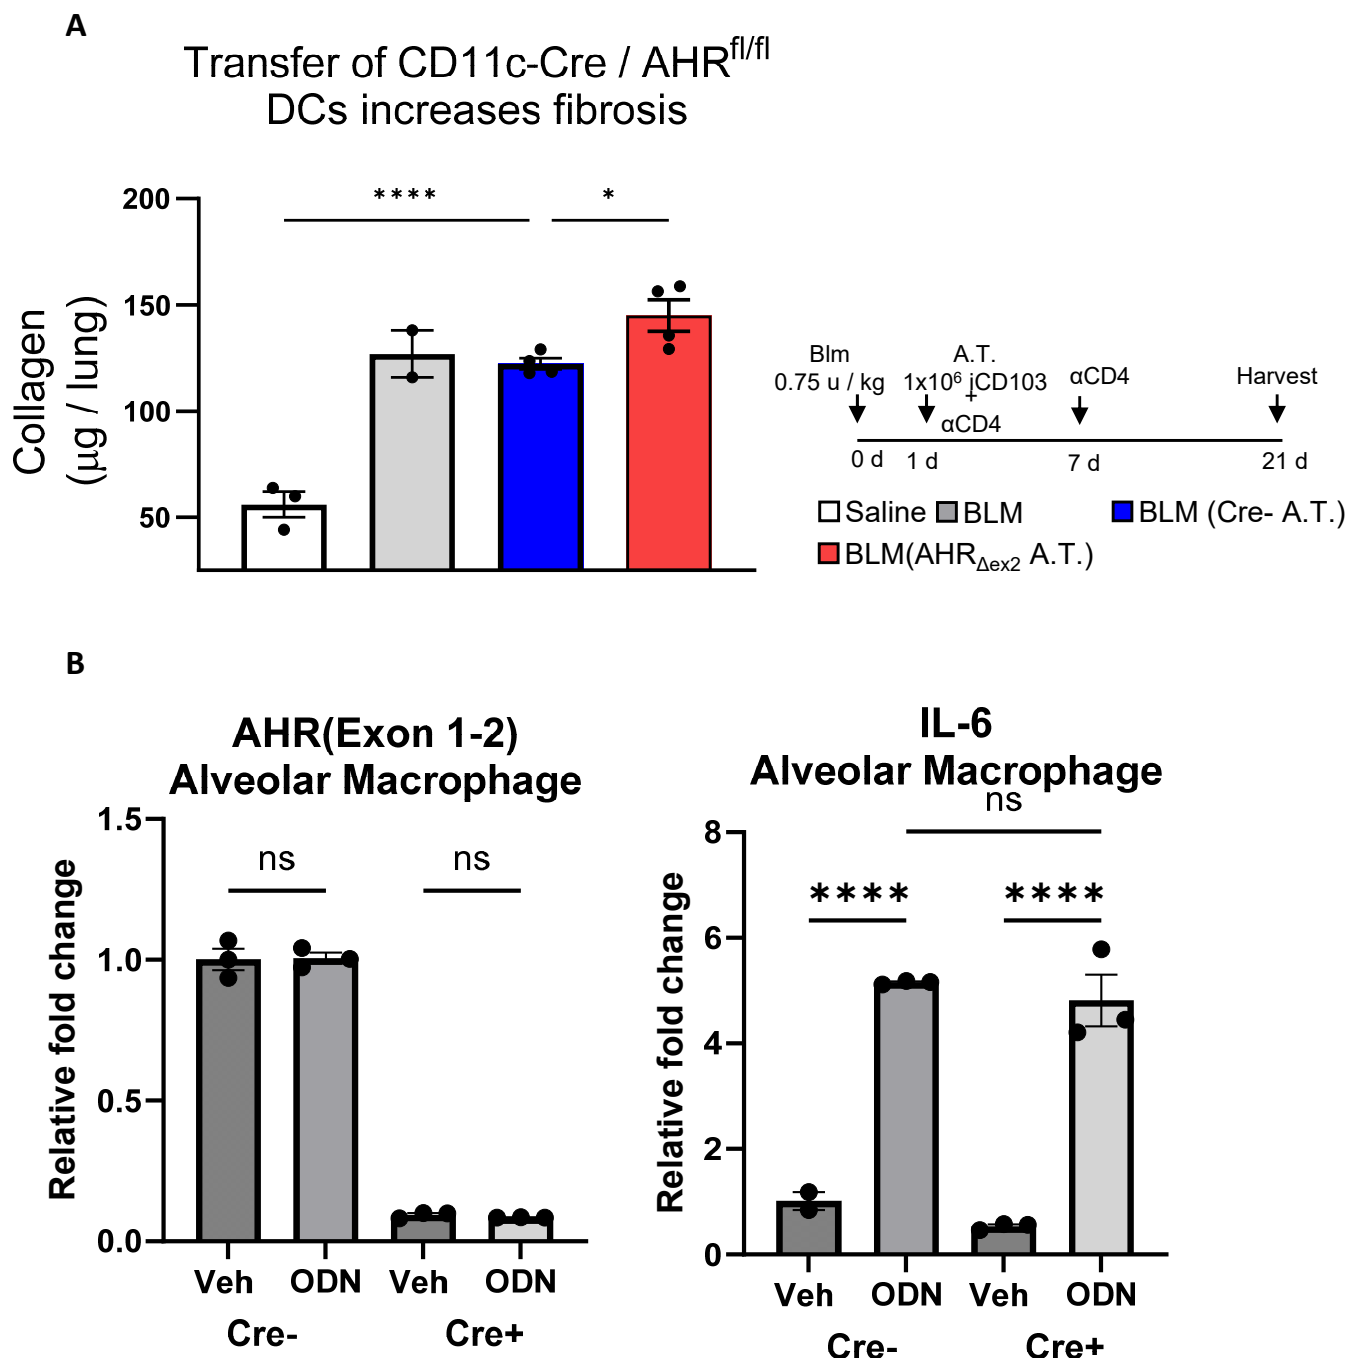 A
Transfer of CD11c-Cre / AHRfl/fl
DCs increases fibrosis
****
*
200
150
100
50
Collagen
(µg / lung)
Blm
0.75 u / kg
A.T.
1x10⁶ jCD103
+
αCD4
αCD4
Harvest
0 d
1 d
7 d
21 d
Saline
BLM
BLM (Cre- A.T.)
BLM(AHRΔex2 A.T.)
B
AHR(Exon 1-2)
Alveolar Macrophage
1.5
1.0
0.5
0.0
Relative fold change
ns
ns
Veh
ODN
Veh
ODN
Cre-
Cre+
IL-6
Alveolar Macrophage
ns
****
****
8
6
4
2
0
Relative fold change
Veh
ODN
Veh
ODN
Cre-
Cre+